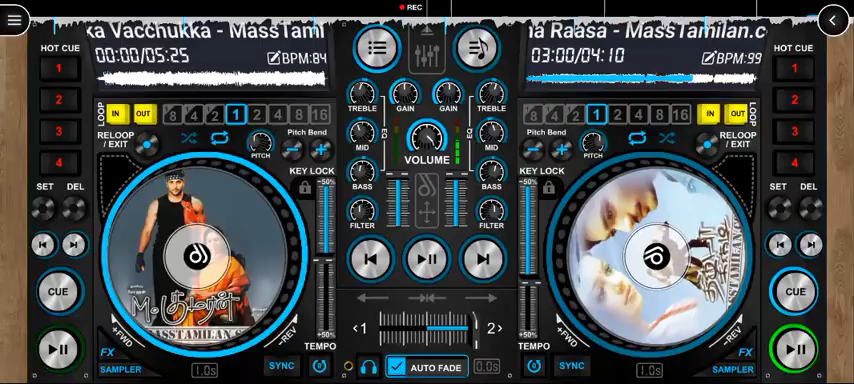 REC
ka Vacchukka - MassTami
00:00/05:25
BPM:84
na Raasa - MassTamilan.c
03:00/04:10
BPM:99
HOT CUE
1
2
3
4
SET DEL
CUE
LOOP
IN OUT
/8 /4 /2 1 2 4 8 16
RELOOP
/EXIT
PITCH
Pitch Bend
KEY LOCK
~50%
-50%
TEMPO
+FWD
-REV
FX
SAMPLER
1.0s
SYNC
TREBLE
GAIN
GAIN
TREBLE
EQ
MID
VOLUME
MID
EQ
BASS
BASS
FILTER
FILTER
1
2
AUTO FADE
0.0s
LOOP
IN OUT
/8 /4 /2 1 2 4 8 16
Pitch Bend
PITCH
RELOOP
/EXIT
KEY LOCK
~50%
-50%
TEMPO
+FWD
-REV
SYNC
1.0s
FX
SAMPLER
HOT CUE
1
2
3
4
SET DEL
CUE
M. குமரன்
MASSTAMILAN.